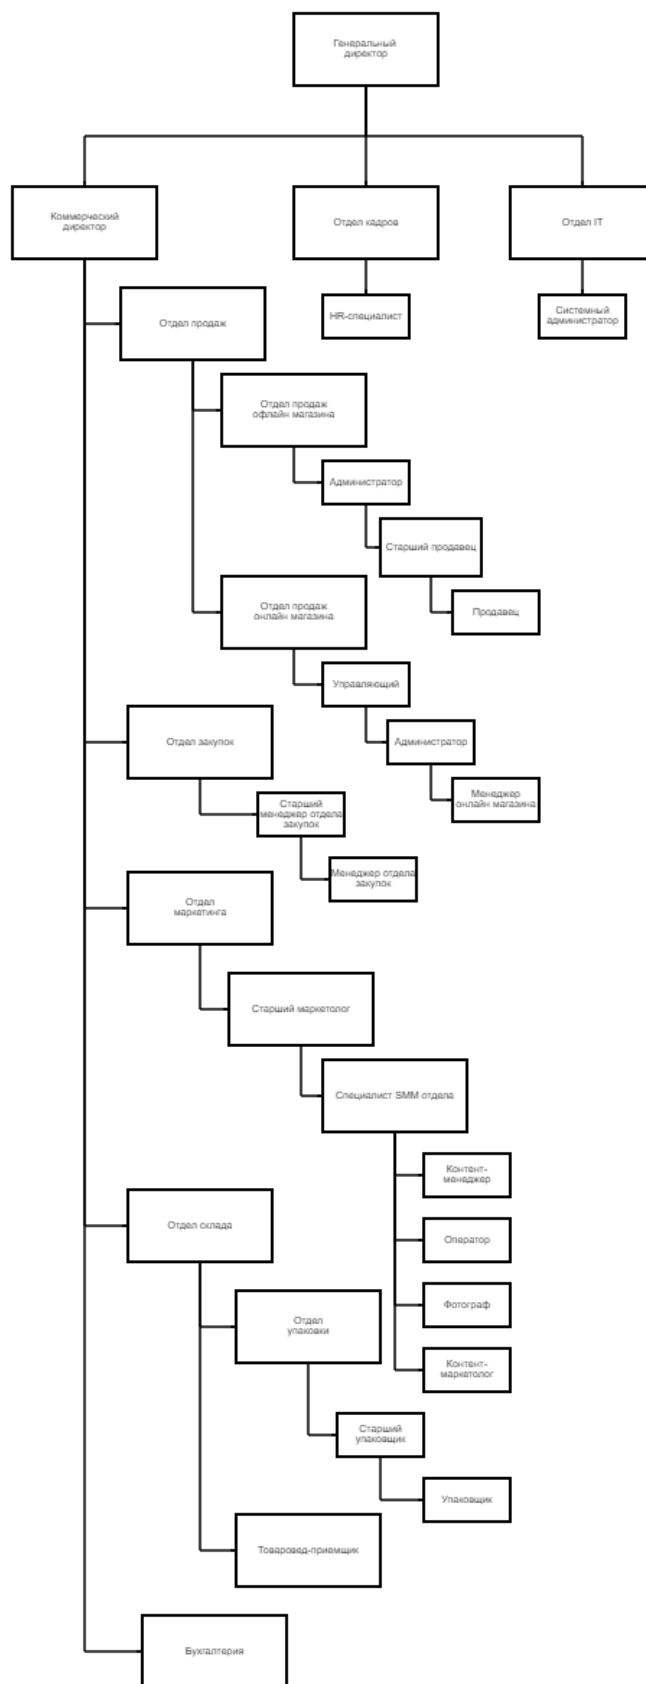 Генеральный
директор
Коммерческий
директор
Отдел кадров
Отдел IT
HR-специалист
Системный
администратор
Отдел продаж
Отдел продаж
офлайн магазина
Администратор
Старший продавец
Продавец
Отдел продаж
онлайн магазина
Управляющий
Администратор
Менеджер
онлайн магазина
Отдел закупок
Старший
менеджер отдела
закупок
Менеджер отдела
закупок
Отдел
маркетинга
Старший маркетолог
Специалист SMM отдела
Контент-
менеджер
Оператор
Фотограф
Контент-
маркетолог
Отдел склада
Отдел
упаковки
Старший
упаковщик
Упаковщик
Товаровед-приемщик
Бухгалтерия